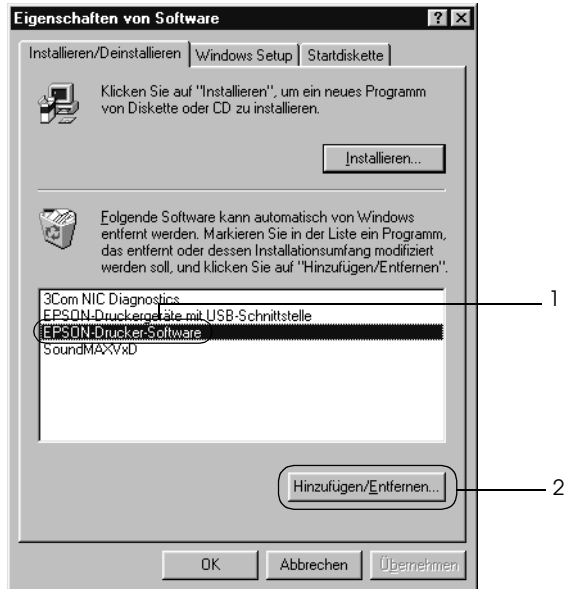 Eigenschaften von Software
Installieren/Deinstallieren Windows Setup Startdiskette
Klicken Sie auf "Installieren", um ein neues Programm
von Diskette oder CD zu installieren.
Installieren...
Folgende Software kann automatisch von Windows
entfernt werden. Markieren Sie in der Liste ein Programm,
das entfernt oder dessen Installationsumfang modifiziert
werden soll, und klicken Sie auf "Hinzufügen/Entfernen".
3Com NIC Diagnostics
1
EPSON-Druckergeräte mit USB-Schnittstelle
EPSON-Drucker-Software
SoundMAXVxD
Hinzufügen/Entfernen...
2
OK Abbrechen Übernehmen